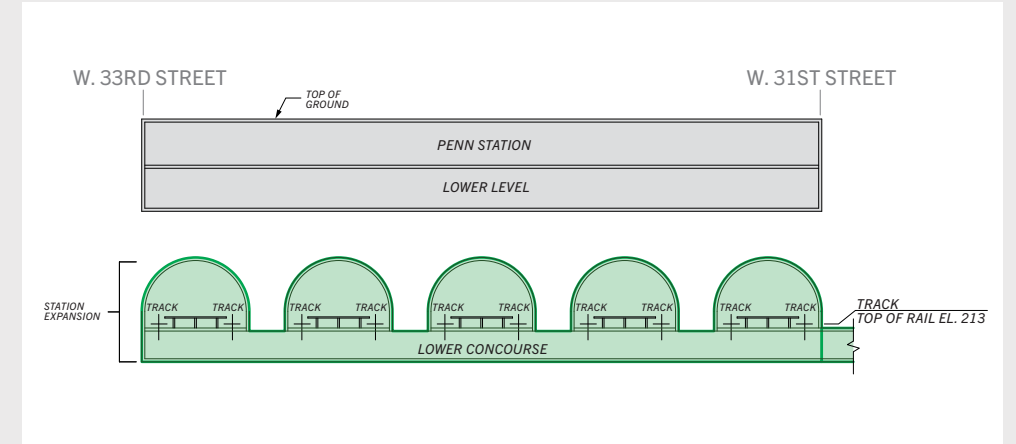 W. 33RD STREET
W. 31ST STREET
TOP OF
GROUND
PENN STATION
LOWER LEVEL
STATION
EXPANSION
TRACK
TRACK
TRACK
TRACK
TRACK
TRACK
TRACK
TRACK
TRACK
TRACK
TRACK
TOP OF RAIL EL. 213
LOWER CONCOURSE